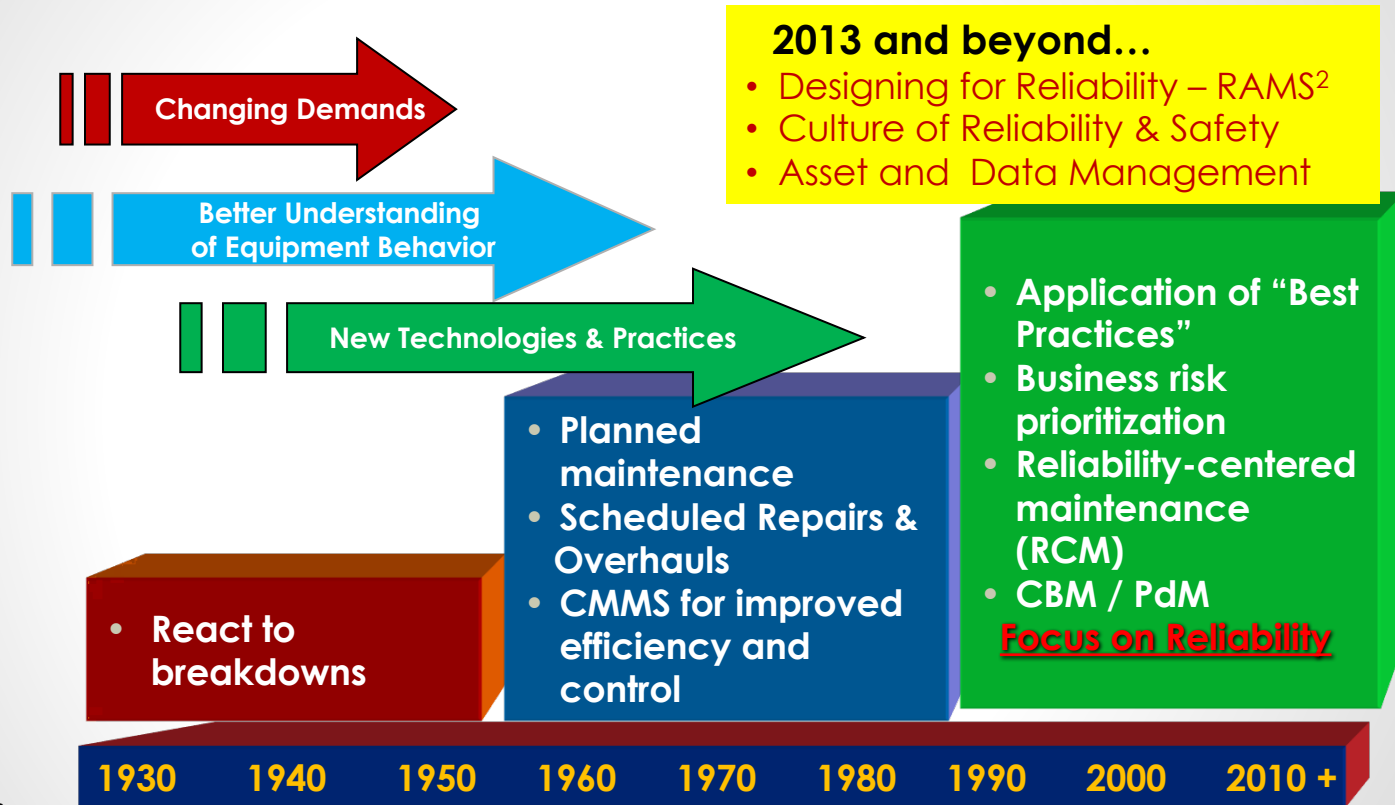 Changing Demands
Better Understanding
of Equipment Behavior
New Technologies & Practices
2013 and beyond…
• Designing for Reliability – RAMS²
• Culture of Reliability & Safety
• Asset and Data Management
• React to
breakdowns
• Planned
maintenance
• Scheduled Repairs &
Overhauls
• CMMS for improved
efficiency and
control
• Application of “Best
Practices”
• Business risk
prioritization
• Reliability-centered
maintenance
(RCM)
• CBM / PdM
Focus on Reliability
1930 1940 1950 1960 1970 1980 1990 2000 2010 +